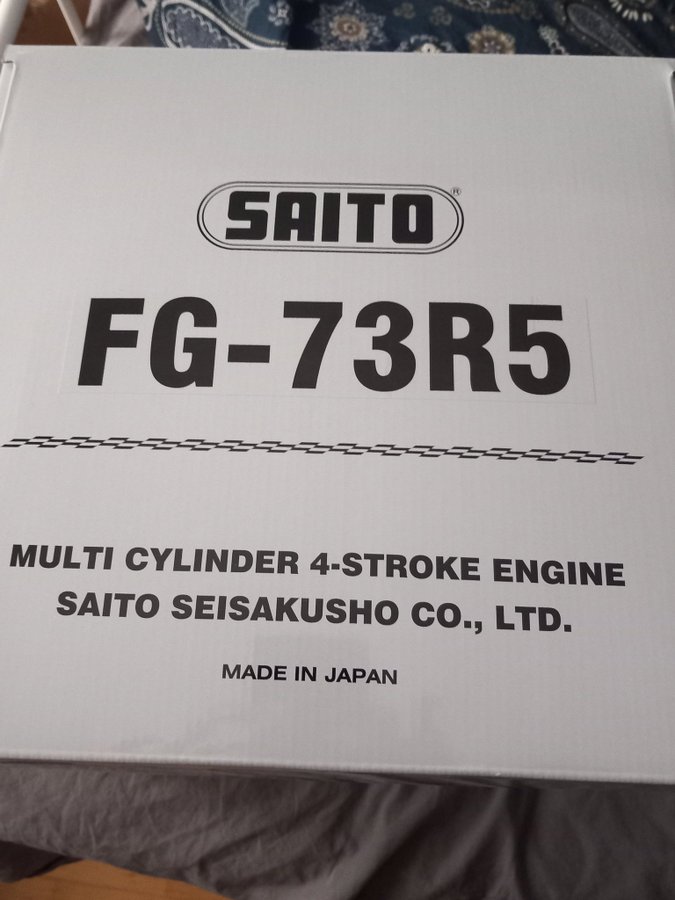 SAITO®
FG-73R5
MULTI CYLINDER 4-STROKE ENGINE
SAITO SEISAKUSHO CO., LTD.
MADE IN JAPAN